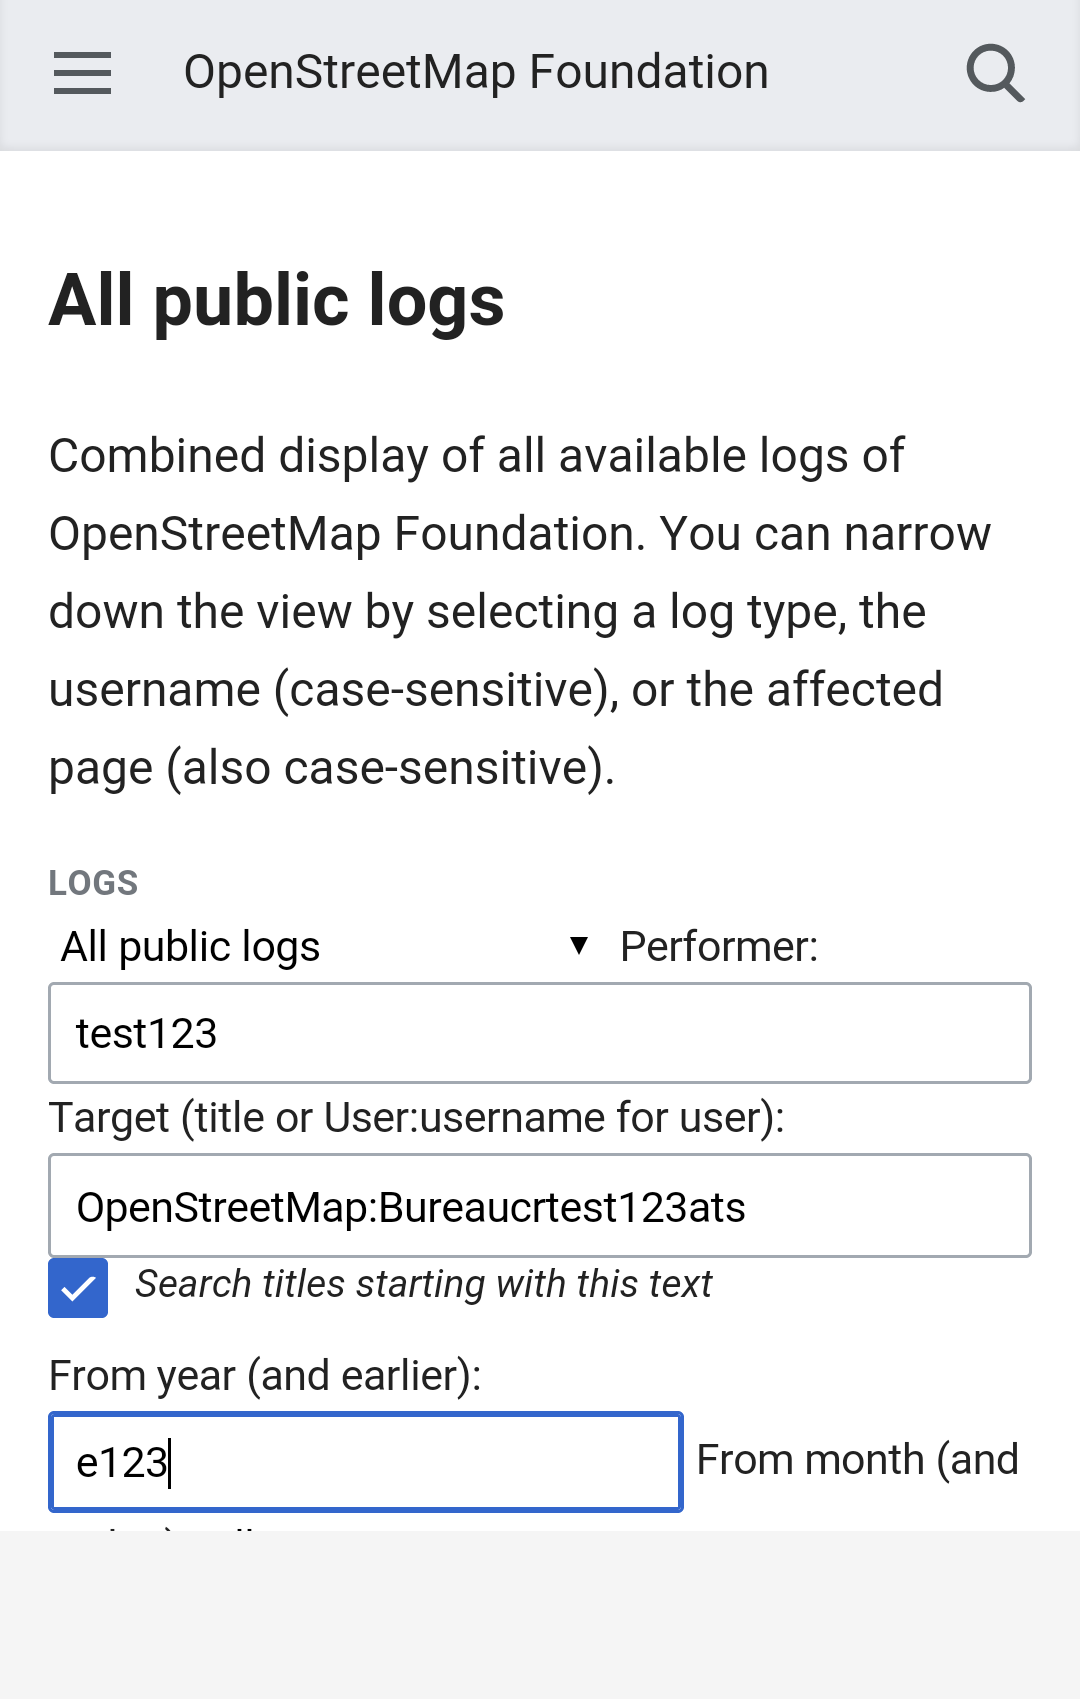 OpenStreetMap Foundation
All public logs
Combined display of all available logs of
OpenStreetMap Foundation. You can narrow
down the view by selecting a log type, the
username (case-sensitive), or the affected
page (also case-sensitive).
LOGS
All public logs ▼ Performer:
test123
Target (title or User:username for user):
OpenStreetMap:Bureaucrtest123ats
Search titles starting with this text
From year (and earlier):
e123 From month (and